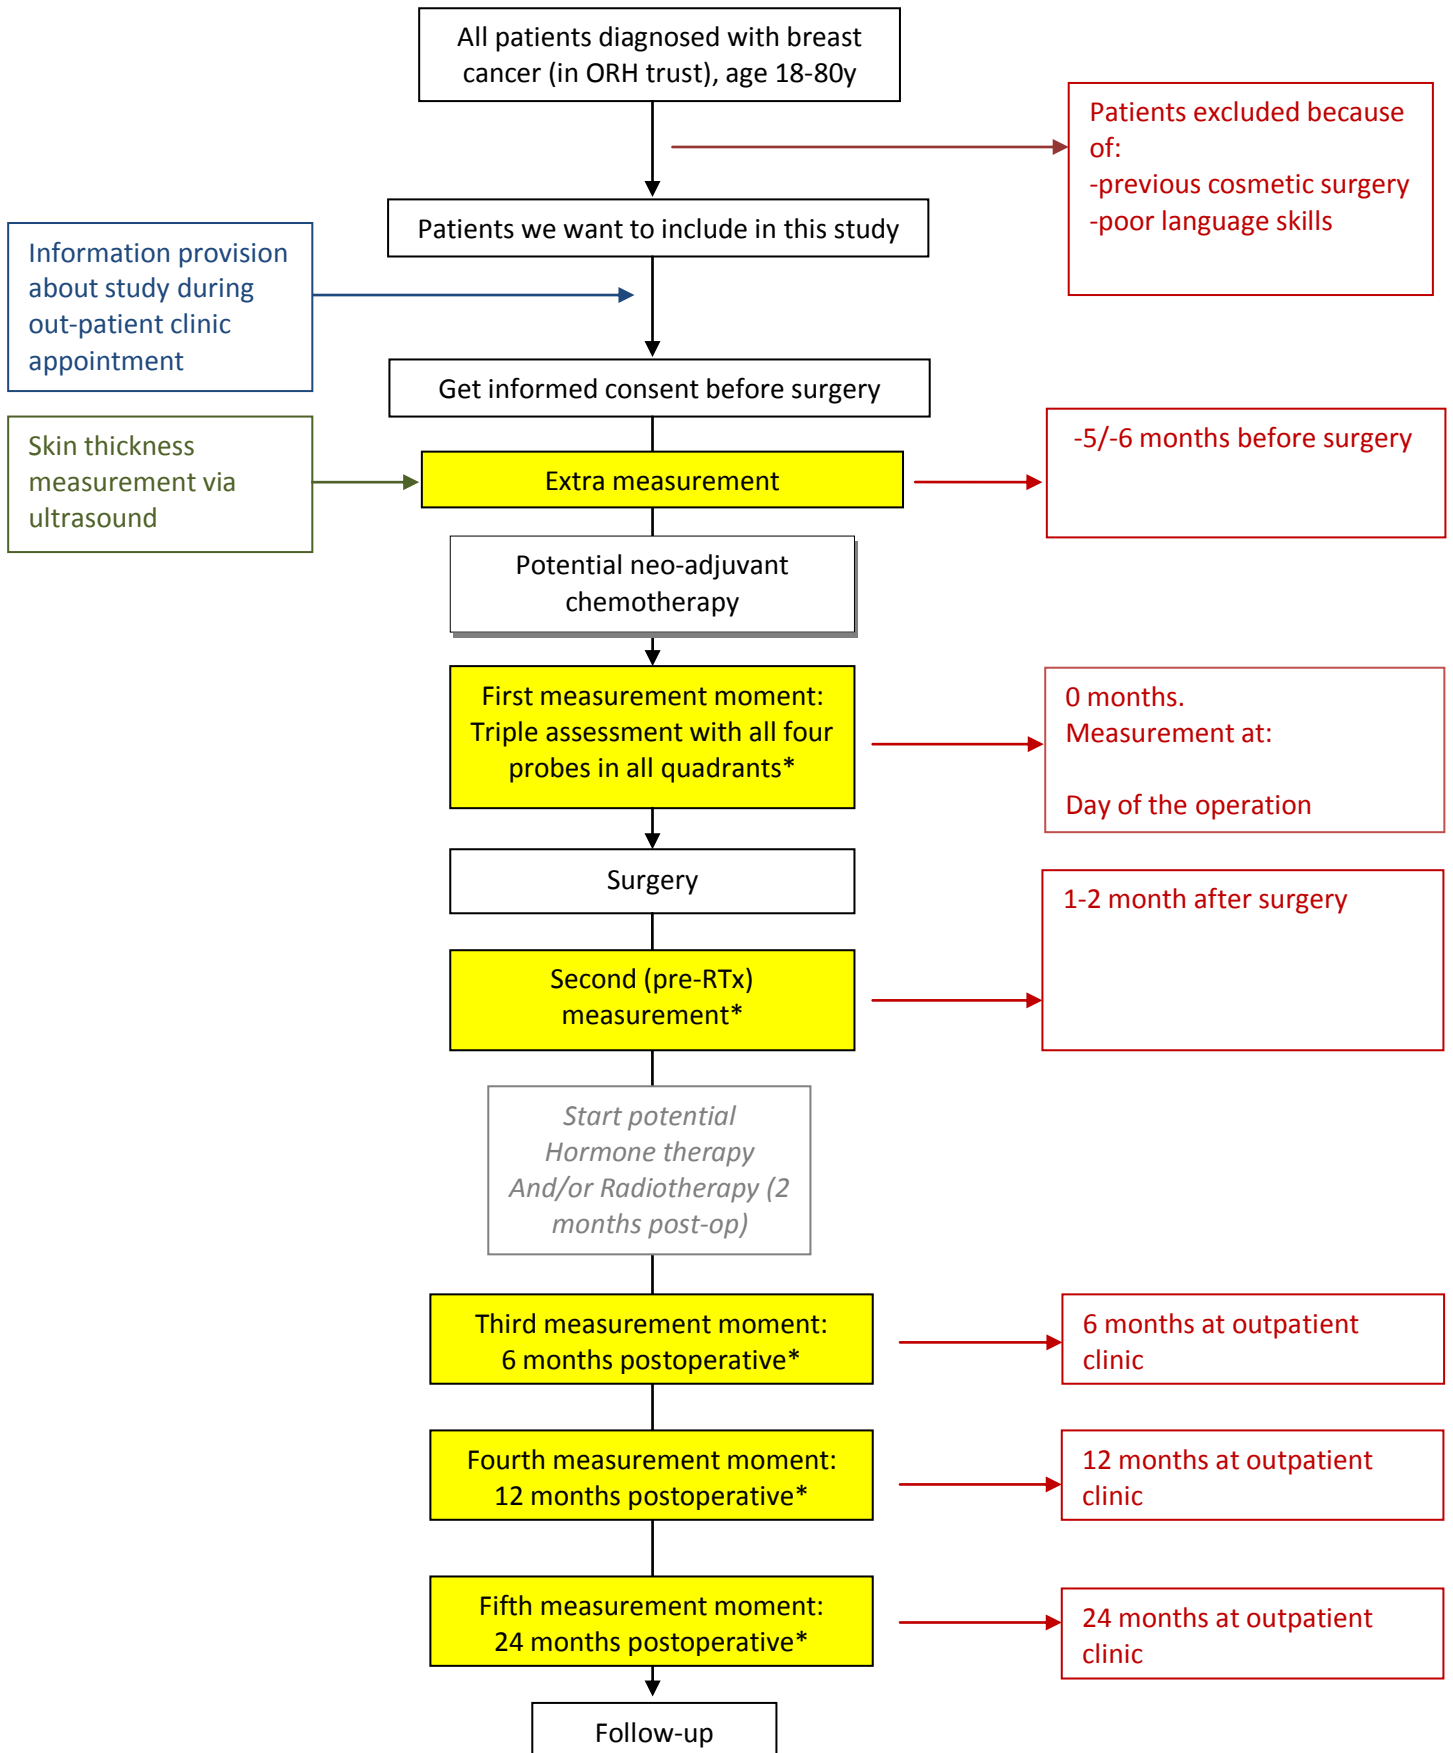 All patients diagnosed with breast
cancer (in ORH trust), age 18-80y
Patients excluded because
of:
-previous cosmetic surgery
-poor language skills
Patients we want to include in this study
Information provision
about study during
out-patient clinic
appointment
Get informed consent before surgery
Skin thickness
measurement via
ultrasound
Extra measurement
-5/-6 months before surgery
Potential neo-adjuvant
chemotherapy
First measurement moment:
Triple assessment with all four
probes in all quadrants*
0 months.
Measurement at:
Day of the operation
Surgery
1-2 month after surgery
Second (pre-RTx)
measurement*
Start potential
Hormone therapy
And/or Radiotherapy (2
months post-op)
Third measurement moment:
6 months postoperative*
6 months at outpatient
clinic
Fourth measurement moment:
12 months postoperative*
12 months at outpatient
clinic
Fifth measurement moment:
24 months postoperative*
24 months at outpatient
clinic
Follow-up